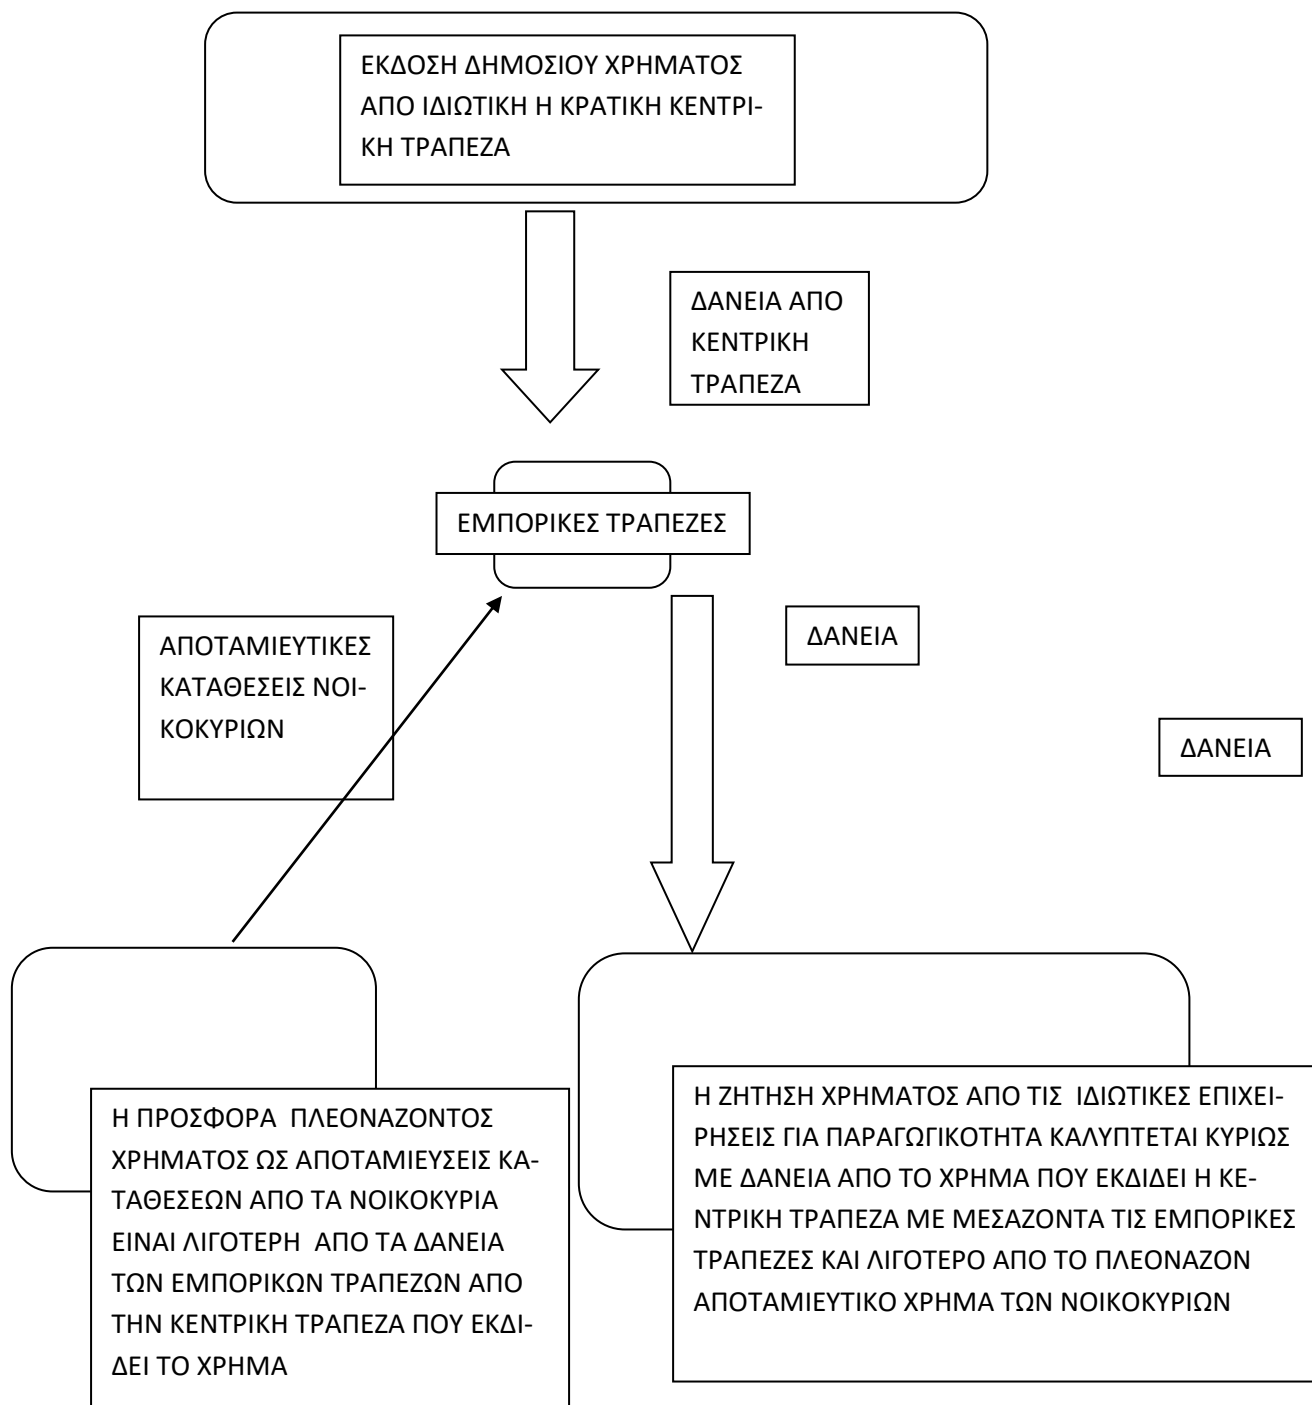 ΕΚΔΟΣΗ ΔΗΜΟΣΙΟΥ ΧΡΗΜΑΤΟΣ
ΑΠΟ ΙΔΙΩΤΙΚΗ Η ΚΡΑΤΙΚΗ ΚΕΝΤΡΙ-
ΚΗ ΤΡΑΠΕΖΑ
ΔΑΝΕΙΑ ΑΠΟ
ΚΕΝΤΡΙΚΗ
ΤΡΑΠΕΖΑ
ΕΜΠΟΡΙΚΕΣ ΤΡΑΠΕΖΕΣ
ΑΠΟΤΑΜΙΕΥΤΙΚΕΣ
ΚΑΤΑΘΕΣΕΙΣ ΝΟΙ-
ΚΟΚΥΡΙΩΝ
ΔΑΝΕΙΑ
ΔΑΝΕΙΑ
Η ΠΡΟΣΦΟΡΑ ΠΛΕΟΝΑΖΟΝΤΟΣ
ΧΡΗΜΑΤΟΣ ΩΣ ΑΠΟΤΑΜΙΕΥΣΕΙΣ ΚΑ-
ΤΑΘΕΣΕΩΝ ΑΠΟ ΤΑ ΝΟΙΚΟΚΥΡΙΑ
ΕΙΝΑΙ ΛΙΓΟΤΕΡΗ ΑΠΟ ΤΑ ΔΑΝΕΙΑ
ΤΩΝ ΕΜΠΟΡΙΚΩΝ ΤΡΑΠΕΖΩΝ ΑΠΟ
ΤΗΝ ΚΕΝΤΡΙΚΗ ΤΡΑΠΕΖΑ ΠΟΥ ΕΚΔΙ-
ΔΕΙ ΤΟ ΧΡΗΜΑ
Η ΖΗΤΗΣΗ ΧΡΗΜΑΤΟΣ ΑΠΟ ΤΙΣ ΙΔΙΩΤΙΚΕΣ ΕΠΙΧΕΙ-
ΡΗΣΕΙΣ ΓΙΑ ΠΑΡΑΓΩΓΙΚΟΤΗΤΑ ΚΑΛΥΠΤΕΤΑΙ ΚΥΡΙΩΣ
ΜΕ ΔΑΝΕΙΑ ΑΠΟ ΤΟ ΧΡΗΜΑ ΠΟΥ ΕΚΔΙΔΕΙ Η ΚΕ-
ΝΤΡΙΚΗ ΤΡΑΠΕΖΑ ΜΕ ΜΕΣΑΖΟΝΤΑ ΤΙΣ ΕΜΠΟΡΙΚΕΣ
ΤΡΑΠΕΖΕΣ ΚΑΙ ΛΙΓΟΤΕΡΟ ΑΠΟ ΤΟ ΠΛΕΟΝΑΖΟΝ
ΑΠΟΤΑΜΙΕΥΤΙΚΟ ΧΡΗΜΑ ΤΩΝ ΝΟΙΚΟΚΥΡΙΩΝ